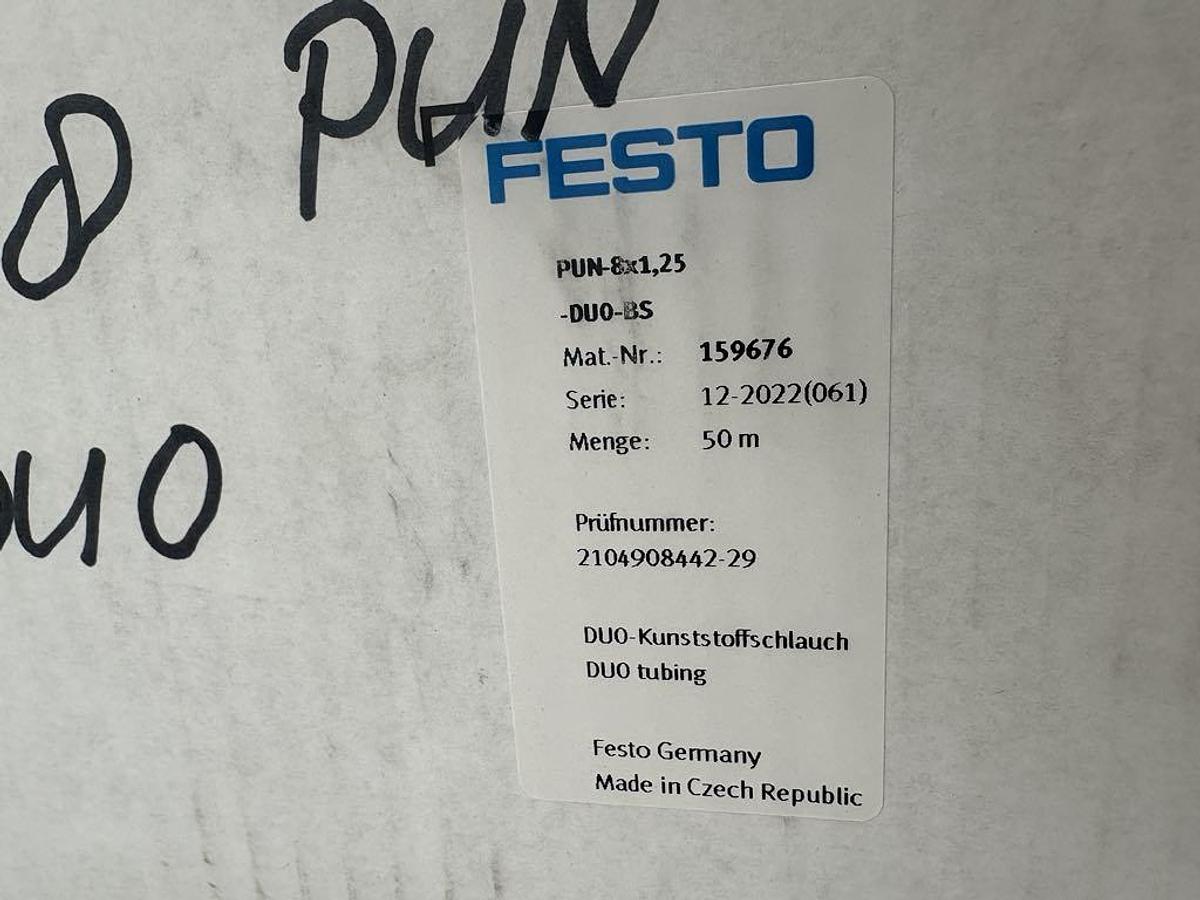 8 PUN
DUO
FESTO
PUN-8x1,25
-DUO-BS
Mat.-Nr.: 159676
Serie: 12-2022(061)
Menge: 50 m
Prüfnummer:
2104908442-29
DUO-Kunststoffschlauch
DUO tubing
Festo Germany
Made in Czech Republic